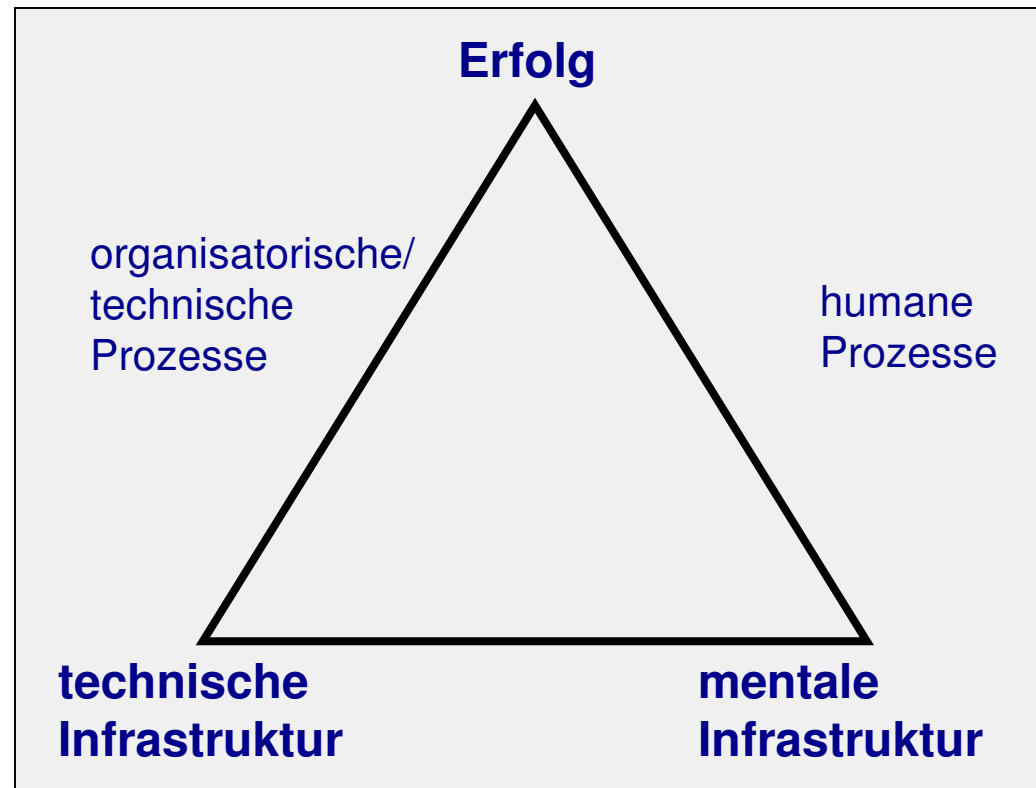 Erfolg
organisatorische/
technische
Prozesse
humane
Prozesse
technische
Infrastruktur
mentale
Infrastruktur